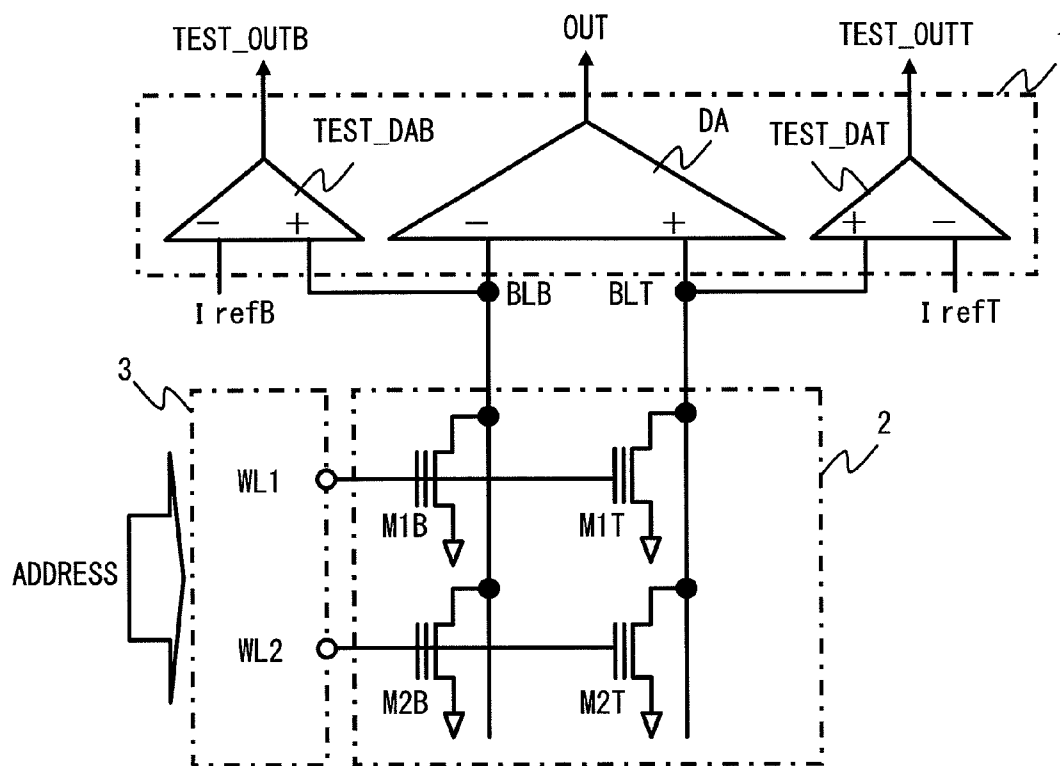 TEST_OUTB
OUT
TEST_OUTT
TEST_DAB
DA
TEST_DAT
− +
− +
+ −
I refB
BLB
BLT
I refT
3
2
WL1
M1B
M1T
ADDRESS
WL2
M2B
M2T